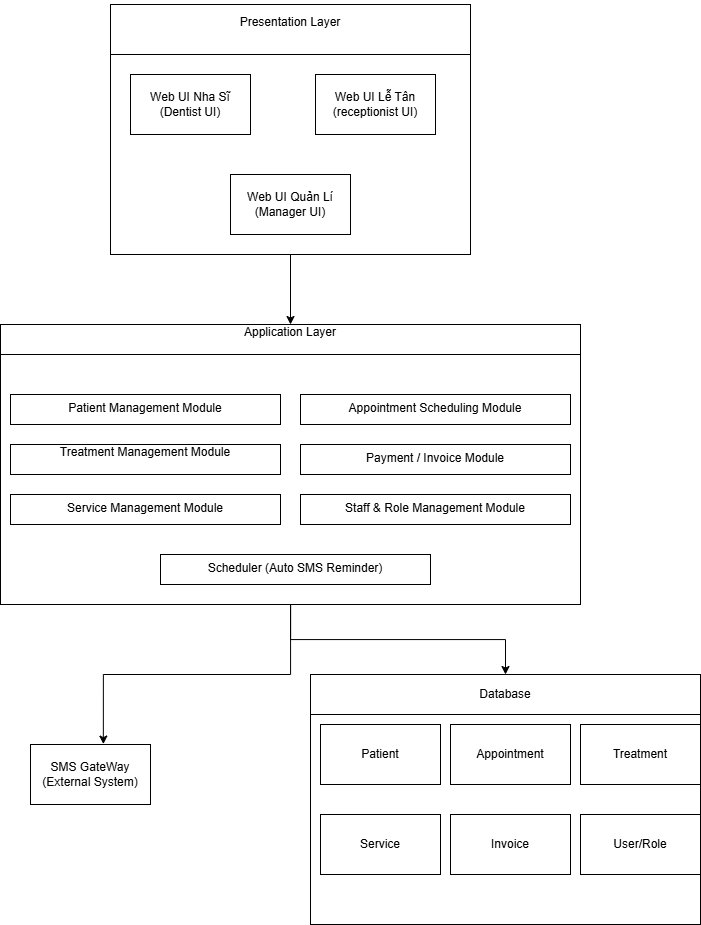 Presentation Layer
Web UI Nha Sĩ
(Dentist UI)
Web UI Lễ Tân
(receptionist UI)
Web UI Quản Lí
(Manager UI)
Application Layer
Patient Management Module
Appointment Scheduling Module
Treatment Management Module
Payment / Invoice Module
Service Management Module
Staff & Role Management Module
Scheduler (Auto SMS Reminder)
SMS GateWay
(External System)
Database
Patient
Appointment
Treatment
Service
Invoice
User/Role